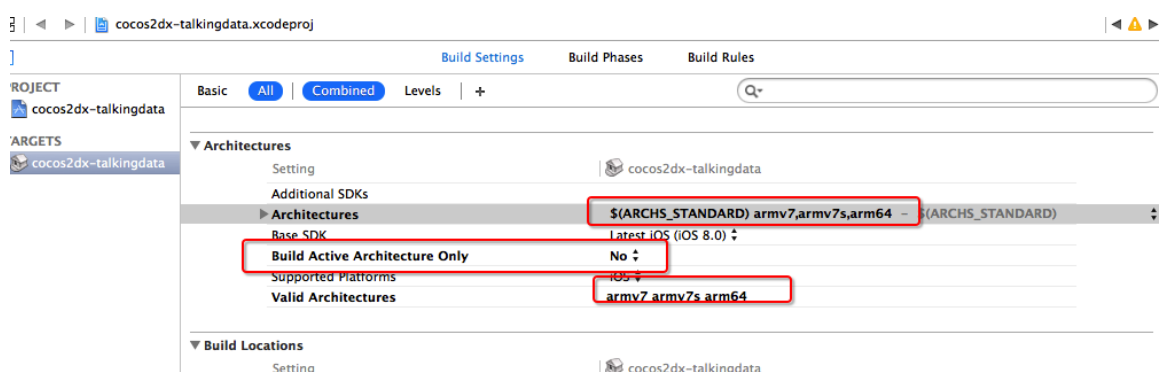 cocos2dx-talkingdata.xcodeproj
Build Settings Build Phases Build Rules
ROJECT
cocos2dx-talkingdata
ARGETS
cocos2dx-talkingdata
Basic All Combined Levels +
Architectures
Setting cocos2dx-talkingdata
Additional SDKs
Architectures $(ARCHS_STANDARD) armv7,armv7s,arm64 – $(ARCHS_STANDARD)
Base SDK Latest iOS (iOS 8.0)
Build Active Architecture Only No
Supported Platforms iOS
Valid Architectures armv7 armv7s arm64
Build Locations
Setting cocos2dx-talkingdata